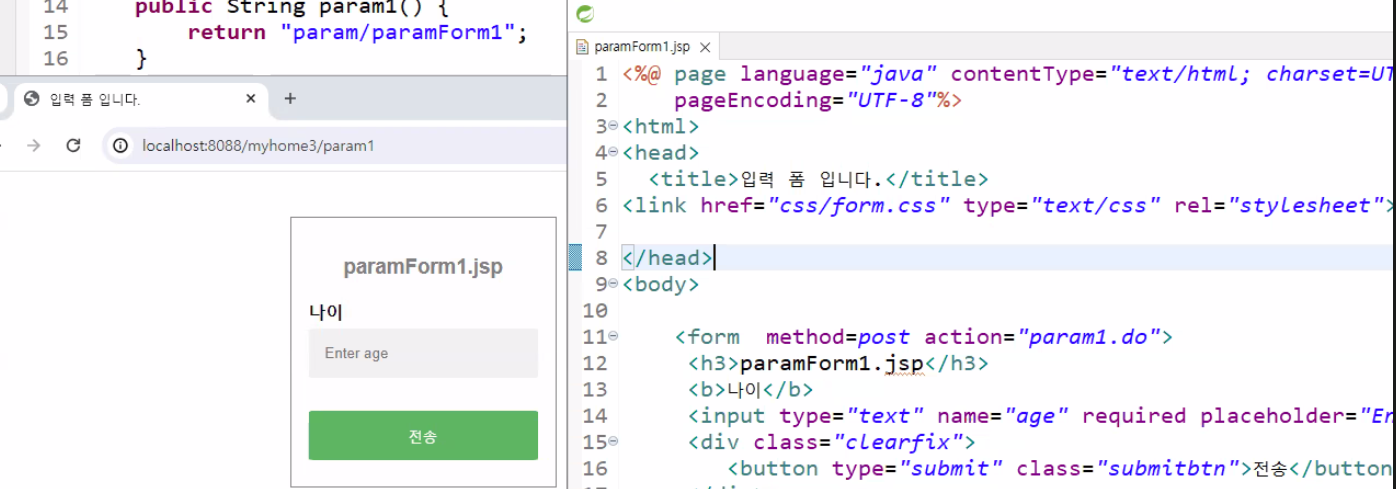 14 public String param1() {
15 return "param/paramForm1";
16 }
입력 폼 입니다.
localhost:8088/myhome3/param1
paramForm1.jsp
나이
Enter age
전송
paramForm1.jsp
1 <%@ page language="java" contentType="text/html; charset=UT
2 pageEncoding="UTF-8"%>
3 <html>
4 <head>
5 <title>입력 폼 입니다.</title>
6 <link href="css/form.css" type="text/css" rel="stylesheet">
7
8 </head>
9 <body>
10
11 <form method=post action="param1.do">
12 <h3>paramForm1.jsp</h3>
13 <b>나이</b>
14 <input type="text" name="age" required placeholder="En
15 <div class="clearfix">
16 <button type="submit" class="submitbtn">전송</button